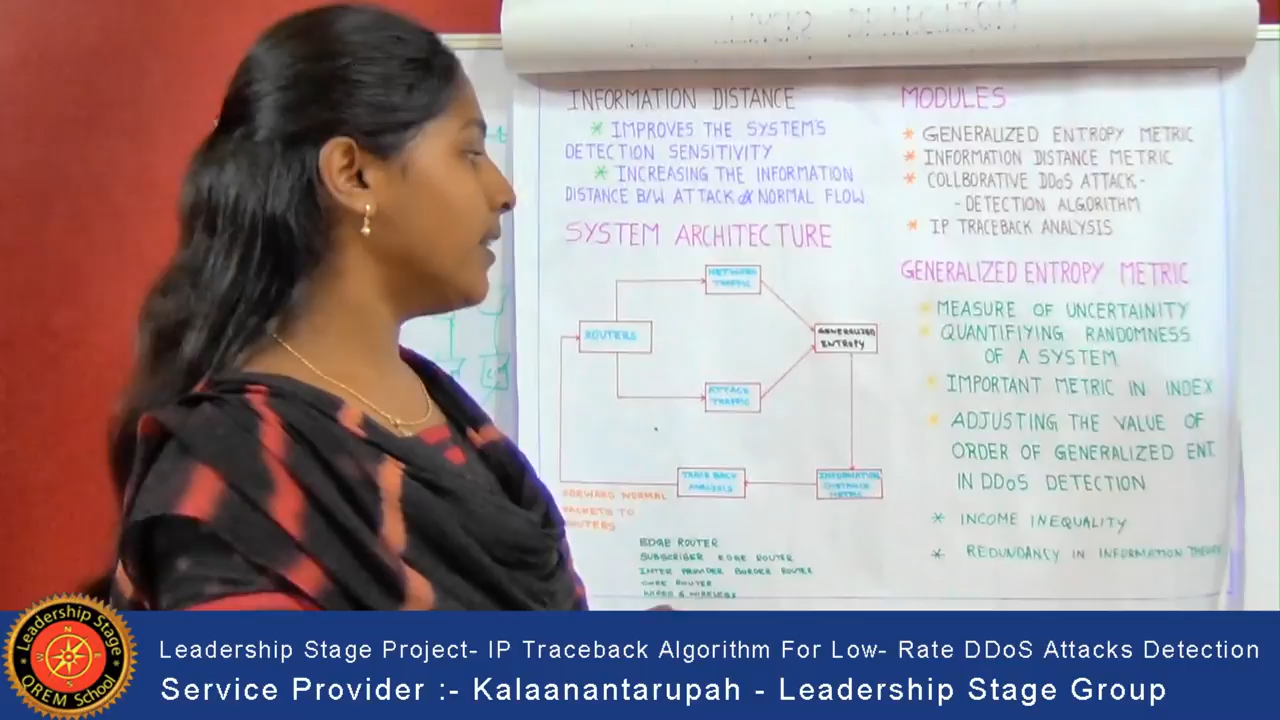 DETECTION
INFORMATION DISTANCE
* IMPROVES THE SYSTEM'S
DETECTION SENSITIVITY
* INCREASING THE INFORMATION
DISTANCE B/W ATTACK & NORMAL FLOW
SYSTEM ARCHITECTURE
NETWORK
TRAFFIC
ROUTERS
GENERALIZED
ENTROPY
ATTACK
TRAFFIC
TRACE BACK
ANALYSIS
INFORMATION
DISTANCE
METRIC
FORWARD NORMAL
PACKETS TO
ROUTERS
EDGE ROUTER
SUBSCRIBER EDGE ROUTER
INTER PROVIDER BORDER ROUTER
CORE ROUTER
WIRED & WIRELESS
MODULES
* GENERALIZED ENTROPY METRIC
* INFORMATION DISTANCE METRIC
* COLLBORATIVE DDoS ATTACK-
- DETECTION ALGORITHM
* IP TRACEBACK ANALYSIS
GENERALIZED ENTROPY METRIC
* MEASURE OF UNCERTAINITY
* QUANTIFIYING RANDOMNESS
OF A SYSTEM
* IMPORTANT METRIC IN INDEX
* ADJUSTING THE VALUE OF
ORDER OF GENERALIZED ENT.
IN DDoS DETECTION
* INCOME INEQUALITY
* REDUNDANCY IN INFORMATION THEORY
Leadership Stage
QREM School
N
E
S
W
Leadership Stage Project- IP Traceback Algorithm For Low- Rate DDoS Attacks Detection
Service Provider :- Kalaanantarupah - Leadership Stage Group